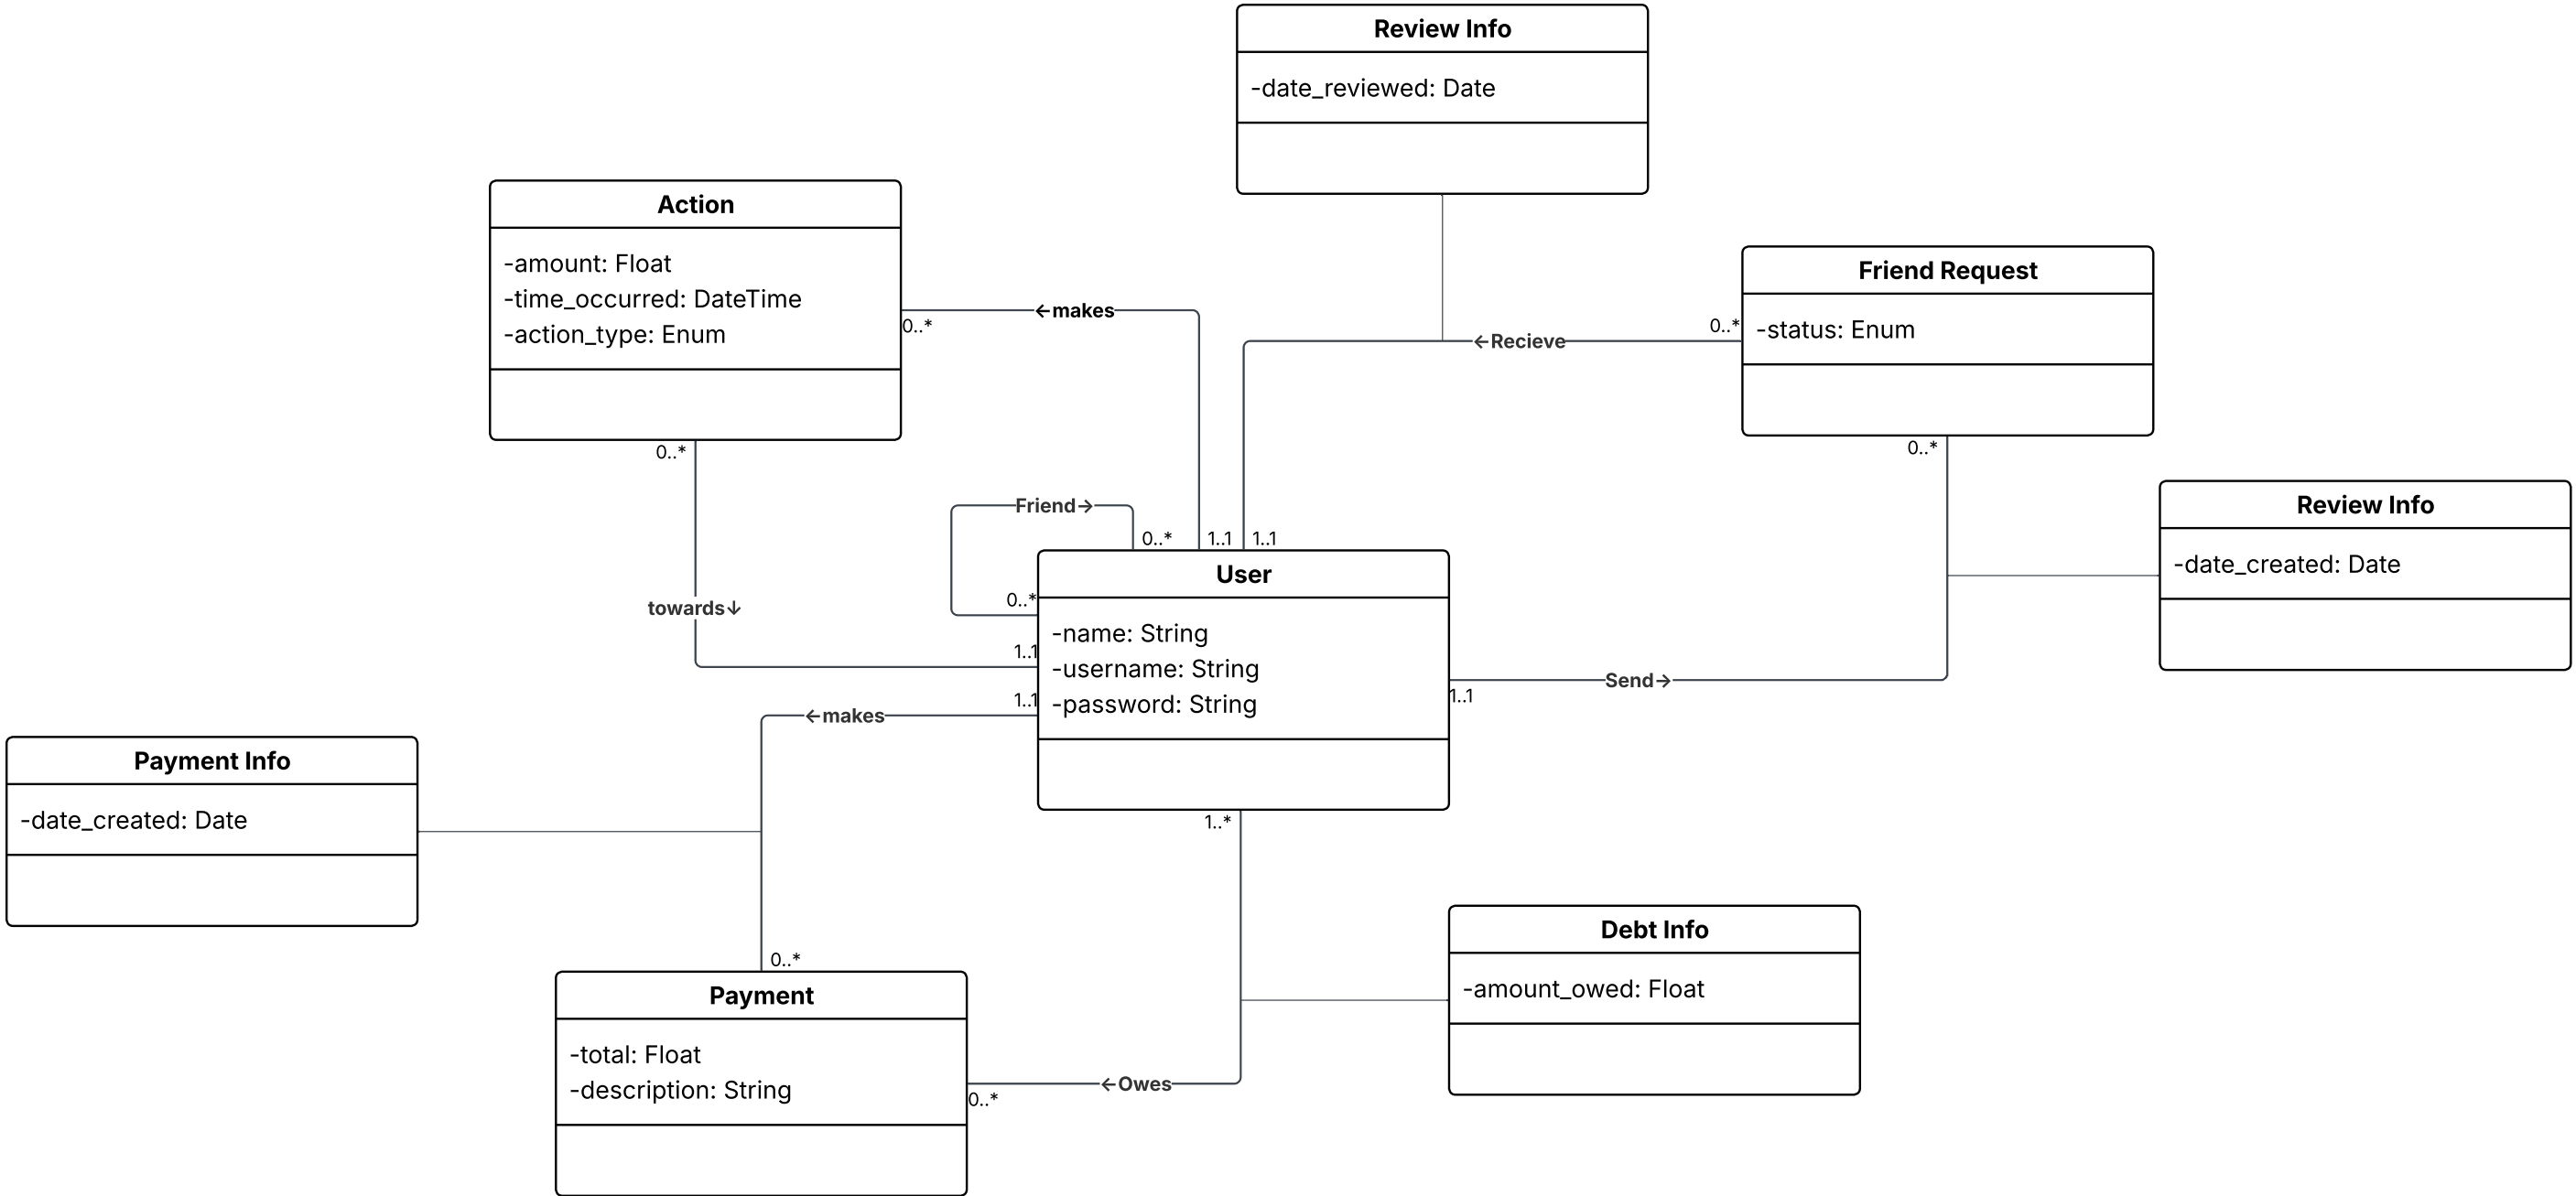 Review Info
-date_reviewed: Date
Action
-amount: Float
-time_occurred: DateTime
-action_type: Enum
Friend Request
-status: Enum
←makes
0..*
0..*
←Recieve
0..*
0..*
Review Info
-date_created: Date
Friend→
0..*
1..1
1..1
User
-name: String
-username: String
-password: String
0..*
towards↓
1..1
1..1
Send→
1..1
←makes
Payment Info
-date_created: Date
1..*
0..*
Debt Info
-amount_owed: Float
Payment
-total: Float
-description: String
←Owes
0..*